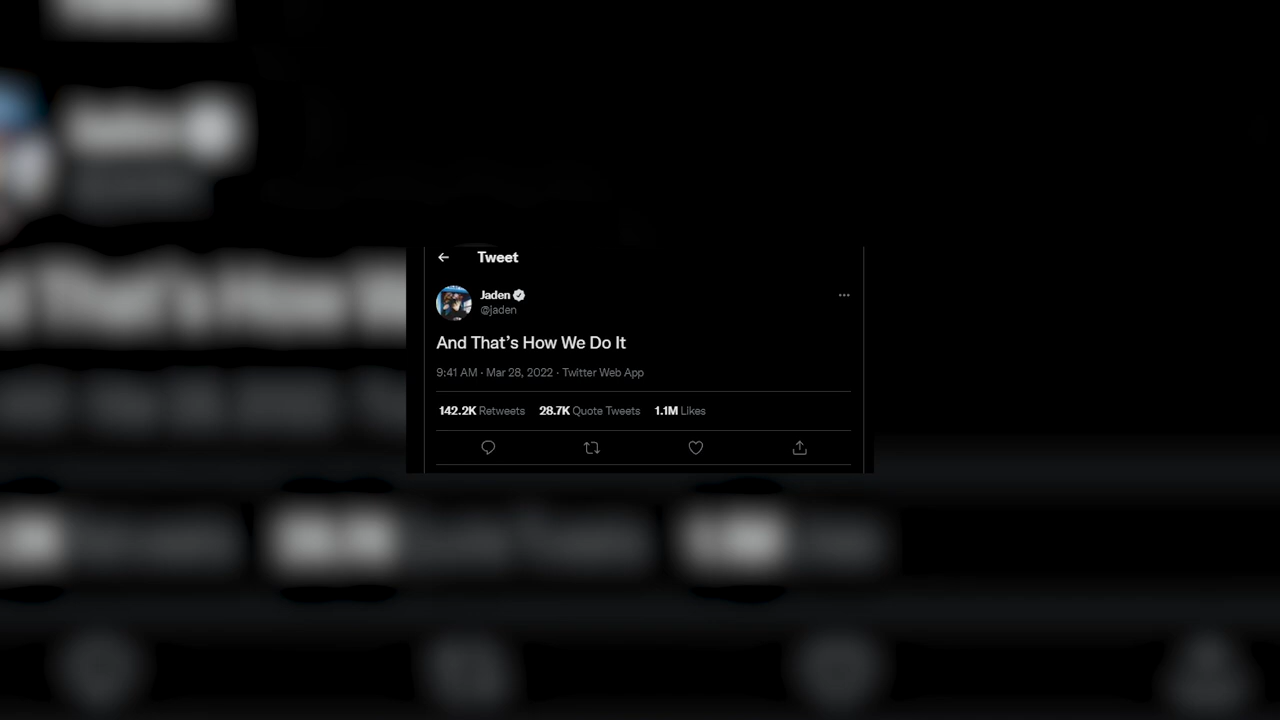 Tweet
Jaden
@jaden
And That's How We Do It
9:41 AM · Mar 28, 2022 · Twitter Web App
142.2K Retweets 28.7K Quote Tweets 1.1M Likes